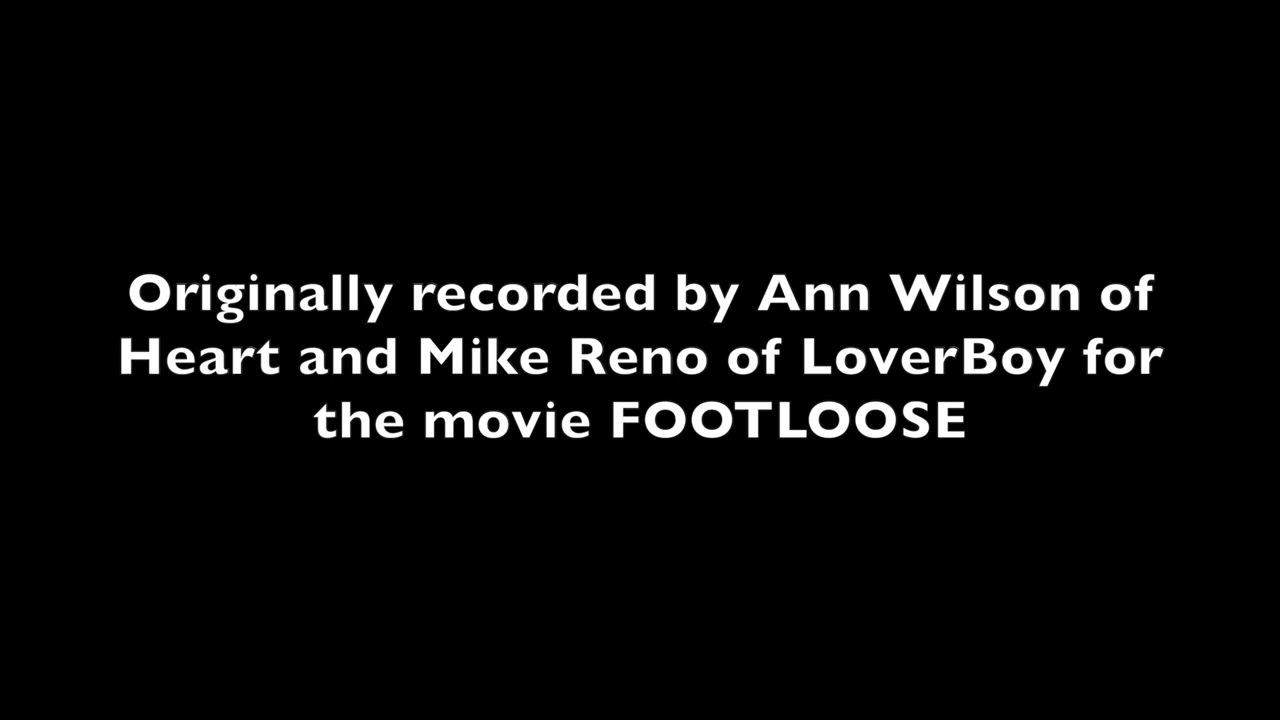 Originally recorded by Ann Wilson of
Heart and Mike Reno of LoverBoy for
the movie FOOTLOOSE